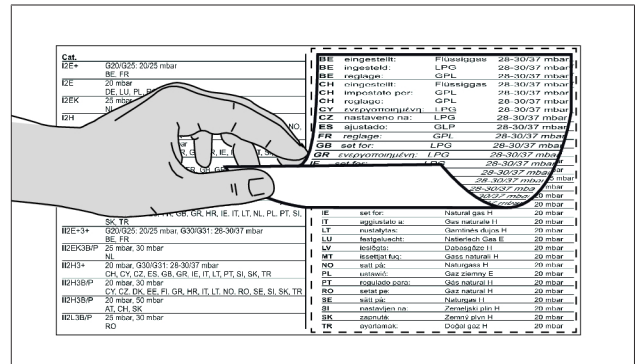 Cat.
I2E+ G20/G25: 20/25 mbar
BE, FR
I2E 20 mbar
DE, LU, PL,
I2EK 25 mbar
NL
I2H
NO,
SK, TR
II2E+3+ G20/G25: 20/25 mbar, G30/G31: 28-30/37 mbar
BE, FR
II2EK3B/P 25 mbar, 30 mbar
NL
II2H3+ 20 mbar, G30/G31: 28-30/37 mbar
CH, CY, CZ, ES, GB, GR, IE, IT, LT, PT, SI, SK, TR
II2H3B/P 20 mbar, 30 mbar
CY, CZ, DK, EE, FI, GR, HR, IT, LT, NO, RO, SE, SI, SK, TR
II2H3B/P 20 mbar, 50 mbar
AT, CH, SK
II2L3B/P 25 mbar, 30 mbar
RO
BE eingestellt: Flüssiggas 28-30/37 mbar
BE ingesteld: LPG 28-30/37 mbar
BE reglage: GPL 28-30/37 mbar
CH eingestellt: Flüssiggas 28-30/37 mbar
CH impostato per: GPL 28-30/37 mbar
CH reglage: GPL 28-30/37 mbar
CY ενεργοποιημένη: LPG 28-30/37 mbar
CZ nastaveno na: LPG 28-30/37 mbar
ES ajustado: GLP 28-30/37 mbar
FR reglage: GPL 28-30/37 mbar
GB set for: LPG 28-30/37 mbar
GR ενεργοποιημένη: LPG 28-30/37 mbar
28-30/37 mbar
28-30/37 mbar
IE set for: Natural gas H 20 mbar
IT aggiustato a: Gas naturale H 20 mbar
LT nustatytas: Gamtinės dujos H 20 mbar
LU festgeluecht: Natierlech Gas E 20 mbar
LV ieslēgts: Dabasgāze H 20 mbar
MT issettjat fuq: Gass naturali H 20 mbar
NO satt på: Naturgass H 20 mbar
PL ustawić: Gaz ziemny E 20 mbar
PT regulado para: Gás natural H 20 mbar
RO setat pe: Gaz natural H 20 mbar
SE sätt på: Naturgas H 20 mbar
SI nastavljen na: Zemeljski plin H 20 mbar
SK zapnuté: Zemný plyn H 20 mbar
TR ayarlamak: Doğal gaz H 20 mbar